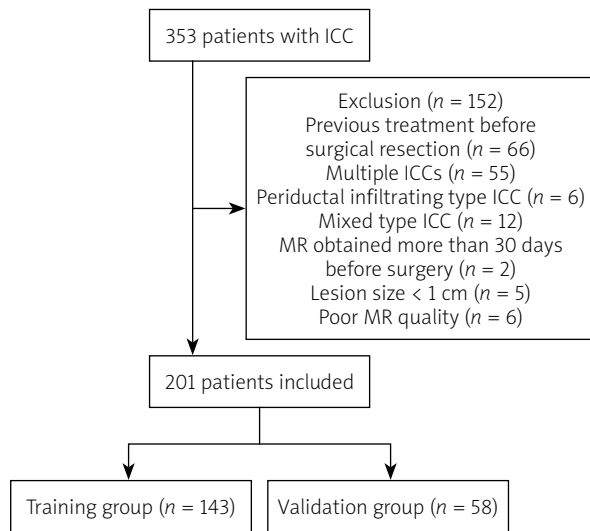 353 patients with ICC
Exclusion (n = 152)
Previous treatment before
surgical resection (n = 66)
Multiple ICCs (n = 55)
Periductal infiltrating type ICC (n = 6)
Mixed type ICC (n = 12)
MR obtained more than 30 days
before surgery (n = 2)
Lesion size < 1 cm (n = 5)
Poor MR quality (n = 6)
201 patients included
Training group (n = 143)
Validation group (n = 58)